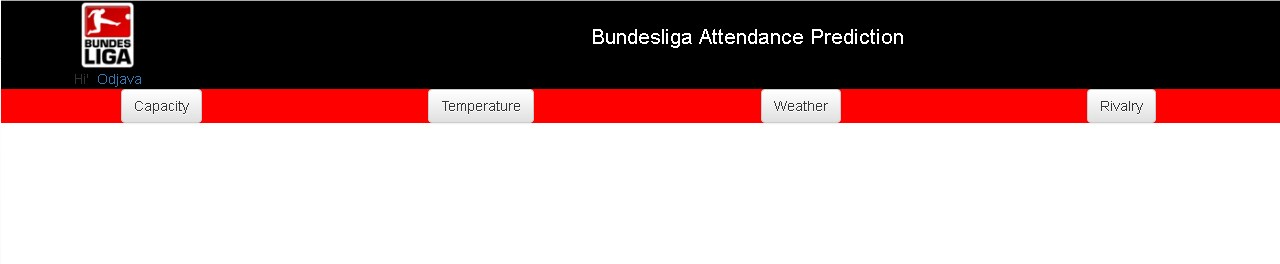 BUNDES
LIGA
Bundesliga Attendance Prediction
Hi' Odjava
Capacity Temperature Weather Rivalry